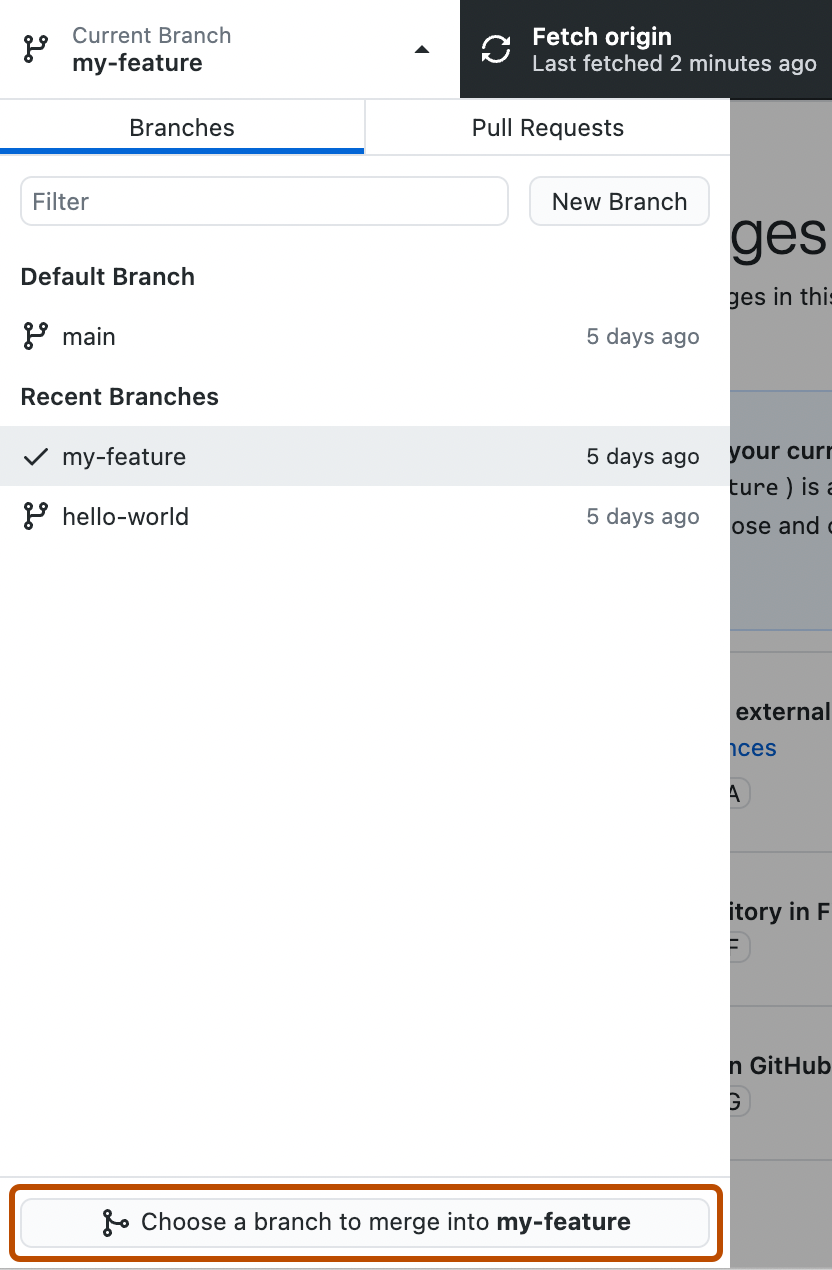 Current Branch
my-feature
Fetch origin
Last fetched 2 minutes ago
Branches
Pull Requests
Filter
New Branch
Default Branch
main
5 days ago
Recent Branches
my-feature
5 days ago
hello-world
5 days ago
Choose a branch to merge into my-feature
ges
ges in this
your curr
ture ) is a
ose and c
external
nces
A
itory in F
F
n GitHub
G